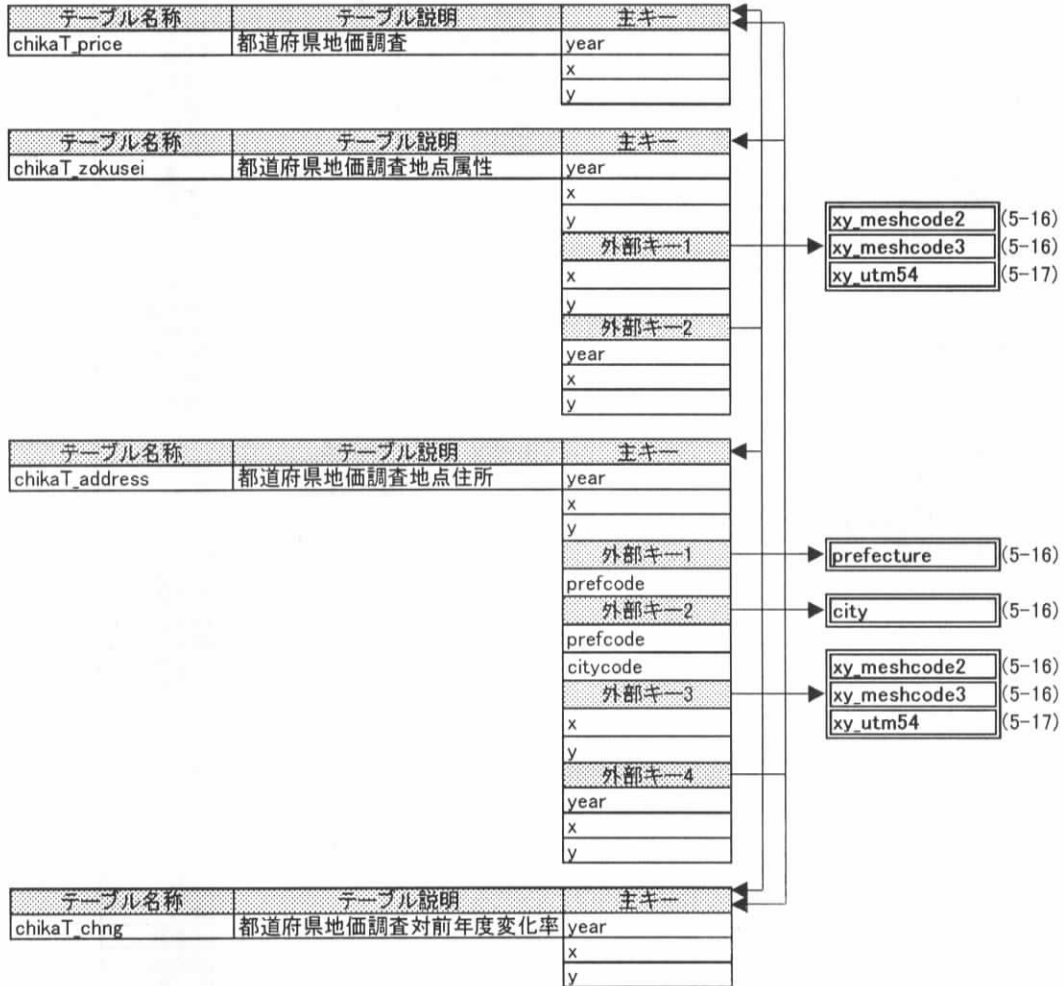 テーブル名称 テーブル説明 主キー
chikaT_price 都道府県地価調査 year
x
y
テーブル名称 テーブル説明 主キー
chikaT_zokusei 都道府県地価調査地点属性 year
x
y
外部キー1
x
y
外部キー2
year
x
y
xy_meshcode2 (5-16)
xy_meshcode3 (5-16)
xy_utm54 (5-17)
テーブル名称 テーブル説明 主キー
chikaT_address 都道府県地価調査地点住所 year
x
y
外部キー1
prefcode
外部キー2
prefcode
citycode
外部キー3
x
y
外部キー4
year
x
y
prefecture (5-16)
city (5-16)
xy_meshcode2 (5-16)
xy_meshcode3 (5-16)
xy_utm54 (5-17)
テーブル名称 テーブル説明 主キー
chikaT_chng 都道府県地価調査対前年度変化率 year
x
y